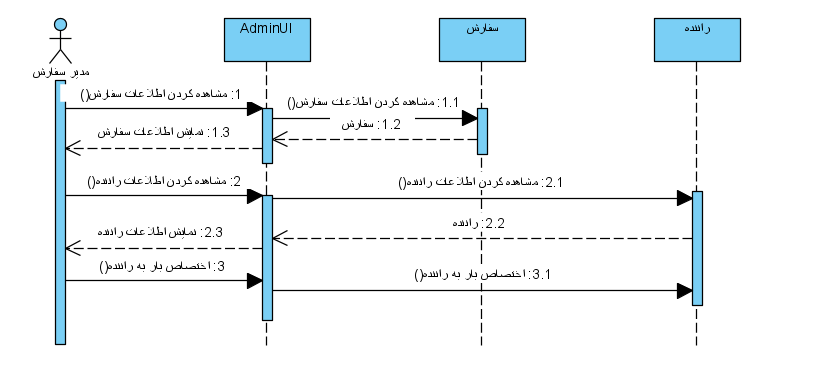 AdminUI
سفارش
راننده
مدیر سفارش
1: مشاهده کردن اطلاعات سفارش()
1.1: مشاهده کردن اطلاعات سفارش()
1.2: سفارش
1.3: نمایش اطلاعات سفارش
2: مشاهده کردن اطلاعات راننده()
2.1: مشاهده کردن اطلاعات راننده()
2.2: راننده
2.3: نمایش اطلاعات راننده
3: اختصاص بار به راننده()
3.1: اختصاص بار به راننده()